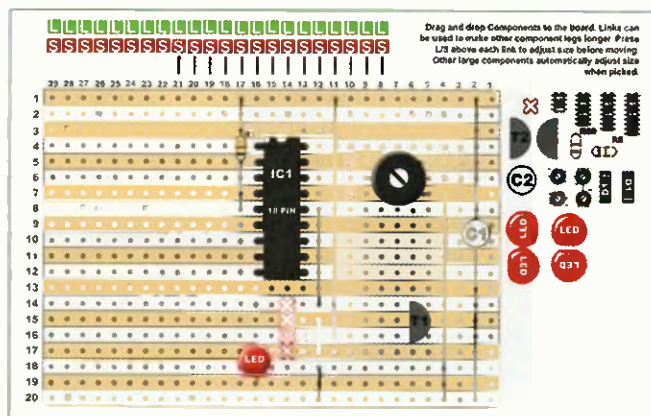 L L L L L L L L L L L L L L L L L L L L L L
S S S S S S S S S S S S S S S S S S S S S S
Drag and drop Components to the board. Links can
be used to make other component legs longer Press
L/S above each link to adjust size before moving
Other large components automatically adjust size
when picked.
29 28 27 26 25 24 23 22 21 20 19 18 17 16 15 14 13 12 11 10 9 8 7 6 5 4 3 2 1
1
2
3
4
5
6
7
8
9
10
11
12
13
14
15
16
17
18
19
20
IC1
18 PIN
C1
T1
LED
T2
C2
D1
LED
LED
LED
LED